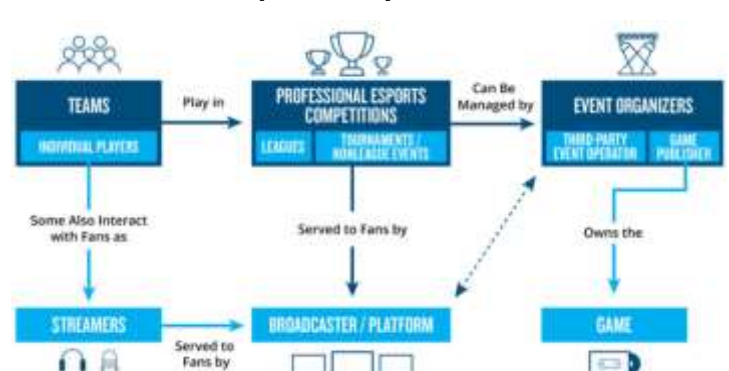 TEAMS
INDIVIDUAL PLAYERS
Play in
PROFESSIONAL ESPORTS
COMPETITIONS
LEAGUES
TOURNAMENTS /
NONLEAGUE EVENTS
Can Be
Managed by
EVENT ORGANIZERS
THIRD-PARTY
EVENT OPERATOR
GAME
PUBLISHER
Some Also Interact
with Fans as
Served to Fans by
Owns the
STREAMERS
Served to
Fans by
BROADCASTER / PLATFORM
GAME